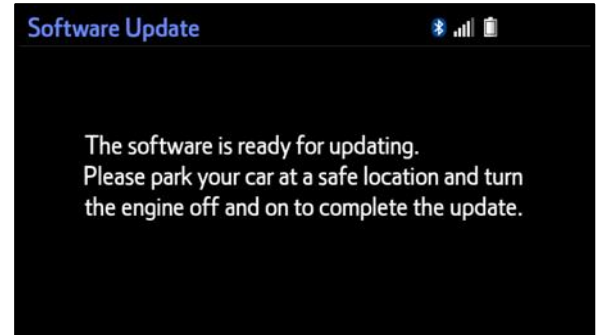 Software Update
The software is ready for updating.
Please park your car at a safe location and turn
the engine off and on to complete the update.